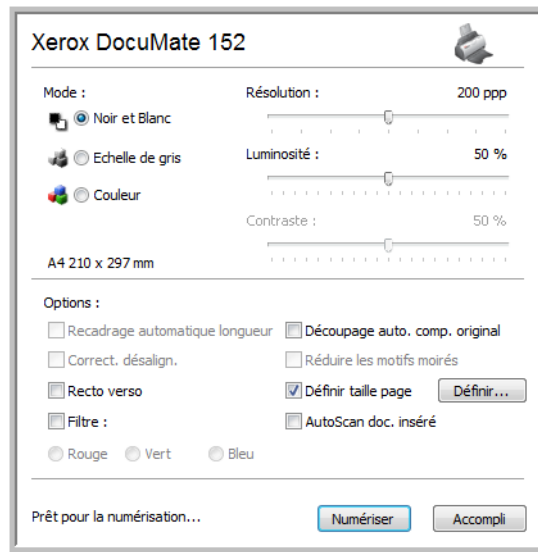 Xerox DocuMate 152
Mode :
Résolution :
200 ppp
Noir et Blanc
Echelle de gris
Luminosité :
50 %
Couleur
Contraste :
50 %
A4 210 x 297 mm
Options :
Recadrage automatique longueur
Découpage auto. comp. original
Correct. désalign.
Réduire les motifs moirés
Recto verso
Définir taille page
Définir...
Filtre :
AutoScan doc. inséré
Rouge
Vert
Bleu
Prêt pour la numérisation...
Numériser
Accompli